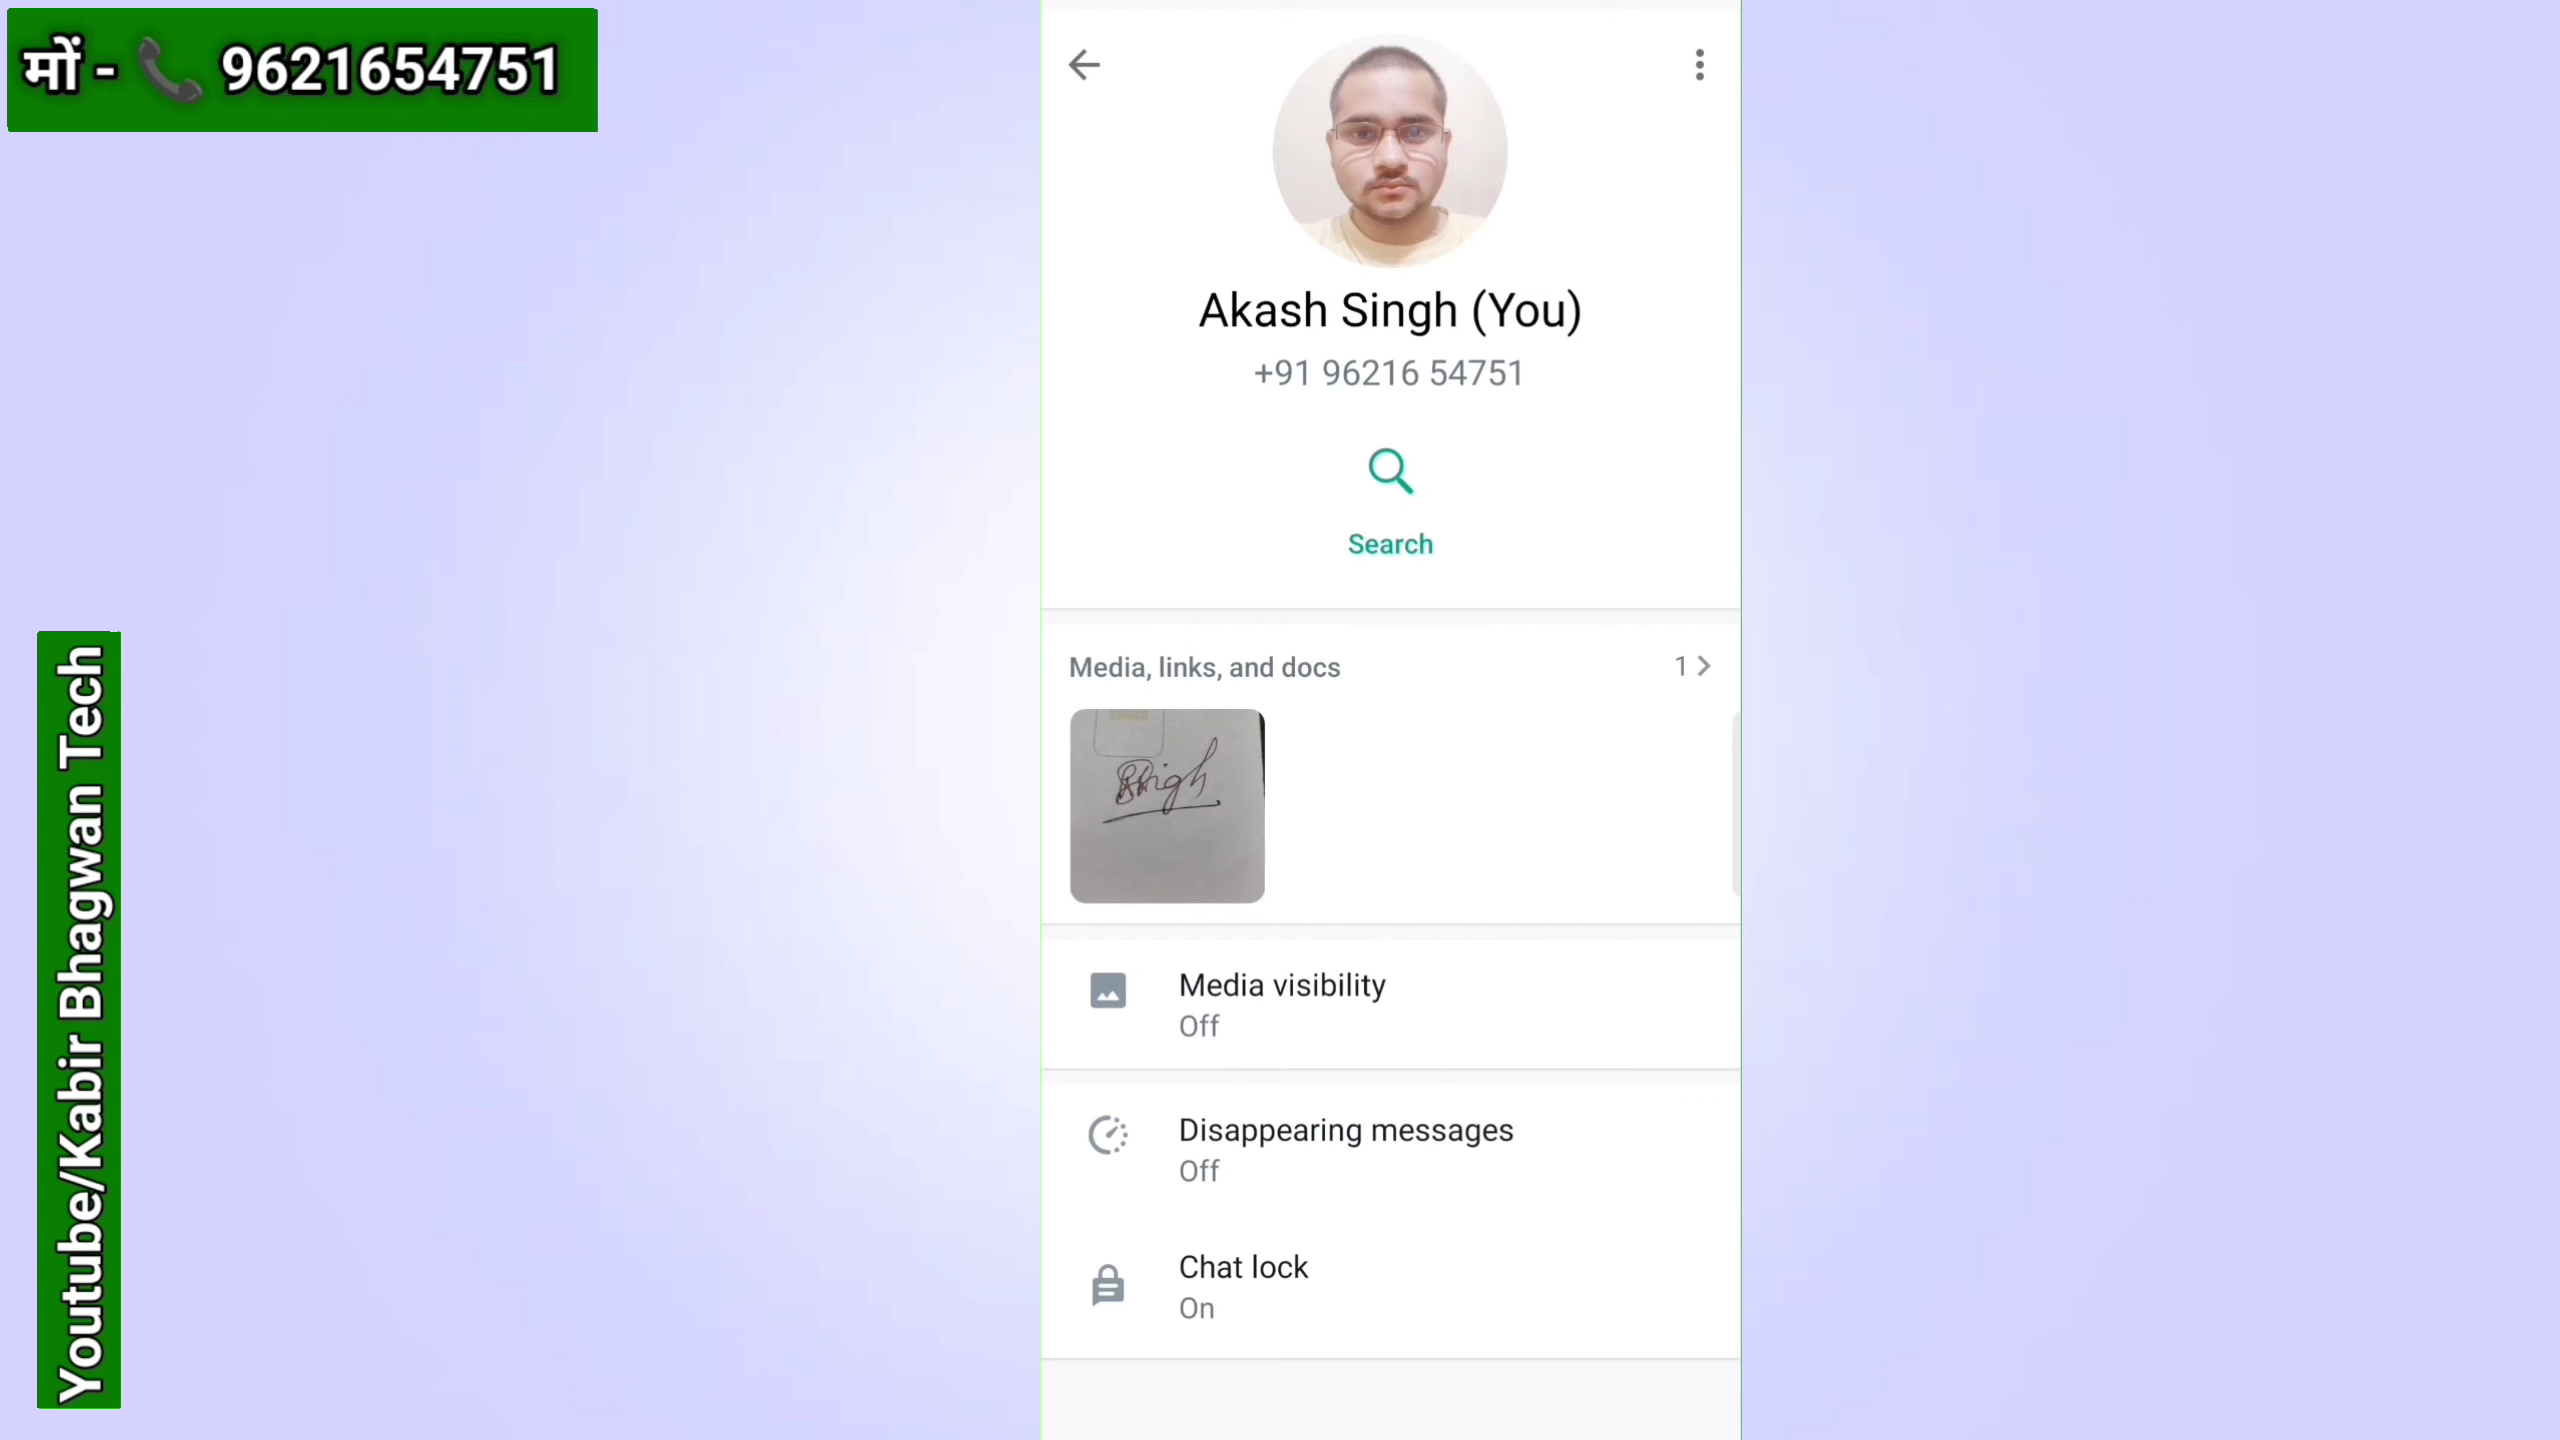 मों - 📞 9621654751
Youtube/Kabir Bhagwan Tech
Akash Singh (You)
+91 96216 54751
Search
Media, links, and docs
1
Media visibility
Off
Disappearing messages
Off
Chat lock
On